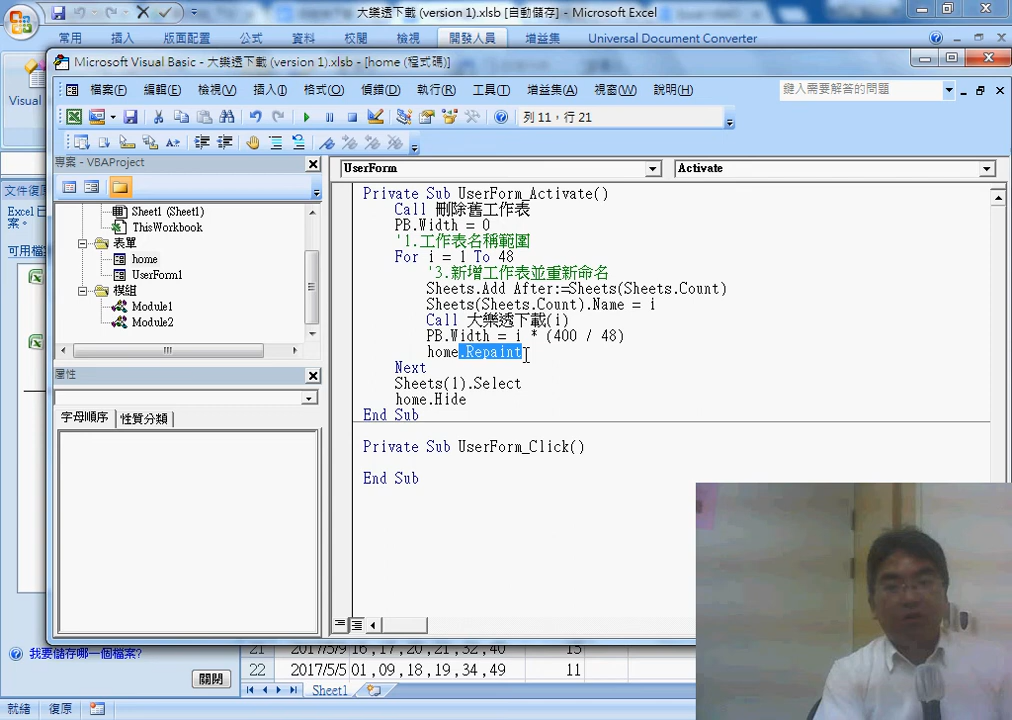 大樂透下載 (version 1).xlsb [自動儲存] - Microsoft Excel
常用 插入 版面配置 公式 資料 校閱 檢視 開發人員 增益集 Universal Document Converter
Visual
Microsoft Visual Basic - 大樂透下載 (version 1).xlsb - [home (程式碼)]
檔案(F) 編輯(E) 檢視(V) 插入(I) 格式(O) 偵錯(D) 執行(R) 工具(T) 增益集(A) 視窗(W) 說明(H) 鍵入需要解答的問題
列 11，行 21
專案 - VBAProject
Sheet1 (Sheet1)
ThisWorkbook
表單
home
UserForm1
模組
Module1
Module2
屬性
字母順序 性質分類
UserForm Activate
Private Sub UserForm_Activate()
Call 刪除舊工作表
PB.Width = 0
'1.工作表名稱範圍
For i = 1 To 48
'3.新增工作表並重新命名
Sheets.Add After:=Sheets(Sheets.Count)
Sheets(Sheets.Count).Name = i
Call 大樂透下載(i)
PB.Width = i * (400 / 48)
home.Repaint
Next
Sheets(1).Select
home.Hide
End Sub
Private Sub UserForm_Click()
End Sub
文件復原
Excel 已
案。
可用檔
我要儲存哪一個檔案?
關閉
21 2017/5/9 16,17,20,21,32,40 15
22 2017/5/5 01,09,18,19,34,49 11
Sheet1
就緒 復原